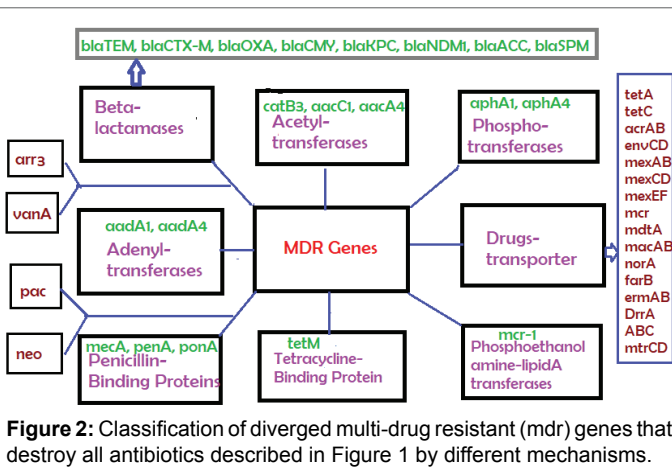 blaTEM, blaCTX-M, blaOXA, blaCMY, blaKPC, blaNDM1, blaACC, blaSPM
Beta-
lactamases
catB3, aacC1, aacA4
Acetyl-
transferases
aphA1, aphA4
Phospho-
transferases
arr3
vanA
aadA1, aadA4
Adenyl-
transferases
MDR Genes
Drugs-
transporter
pac
neo
mecA, penA, ponA
Penicillin-
Binding Proteins
tetM
Tetracycline-
Binding Protein
mcr-1
Phosphoethanol
amine-lipidA
transferases
tetA
tetC
acrAB
envCD
mexAB
mexCD
mexEF
mcr
mdtA
macAB
norA
farB
ermAB
DrrA
ABC
mtrCD
Figure 2: Classification of diverged multi-drug resistant (mdr) genes that
destroy all antibiotics described in Figure 1 by different mechanisms.